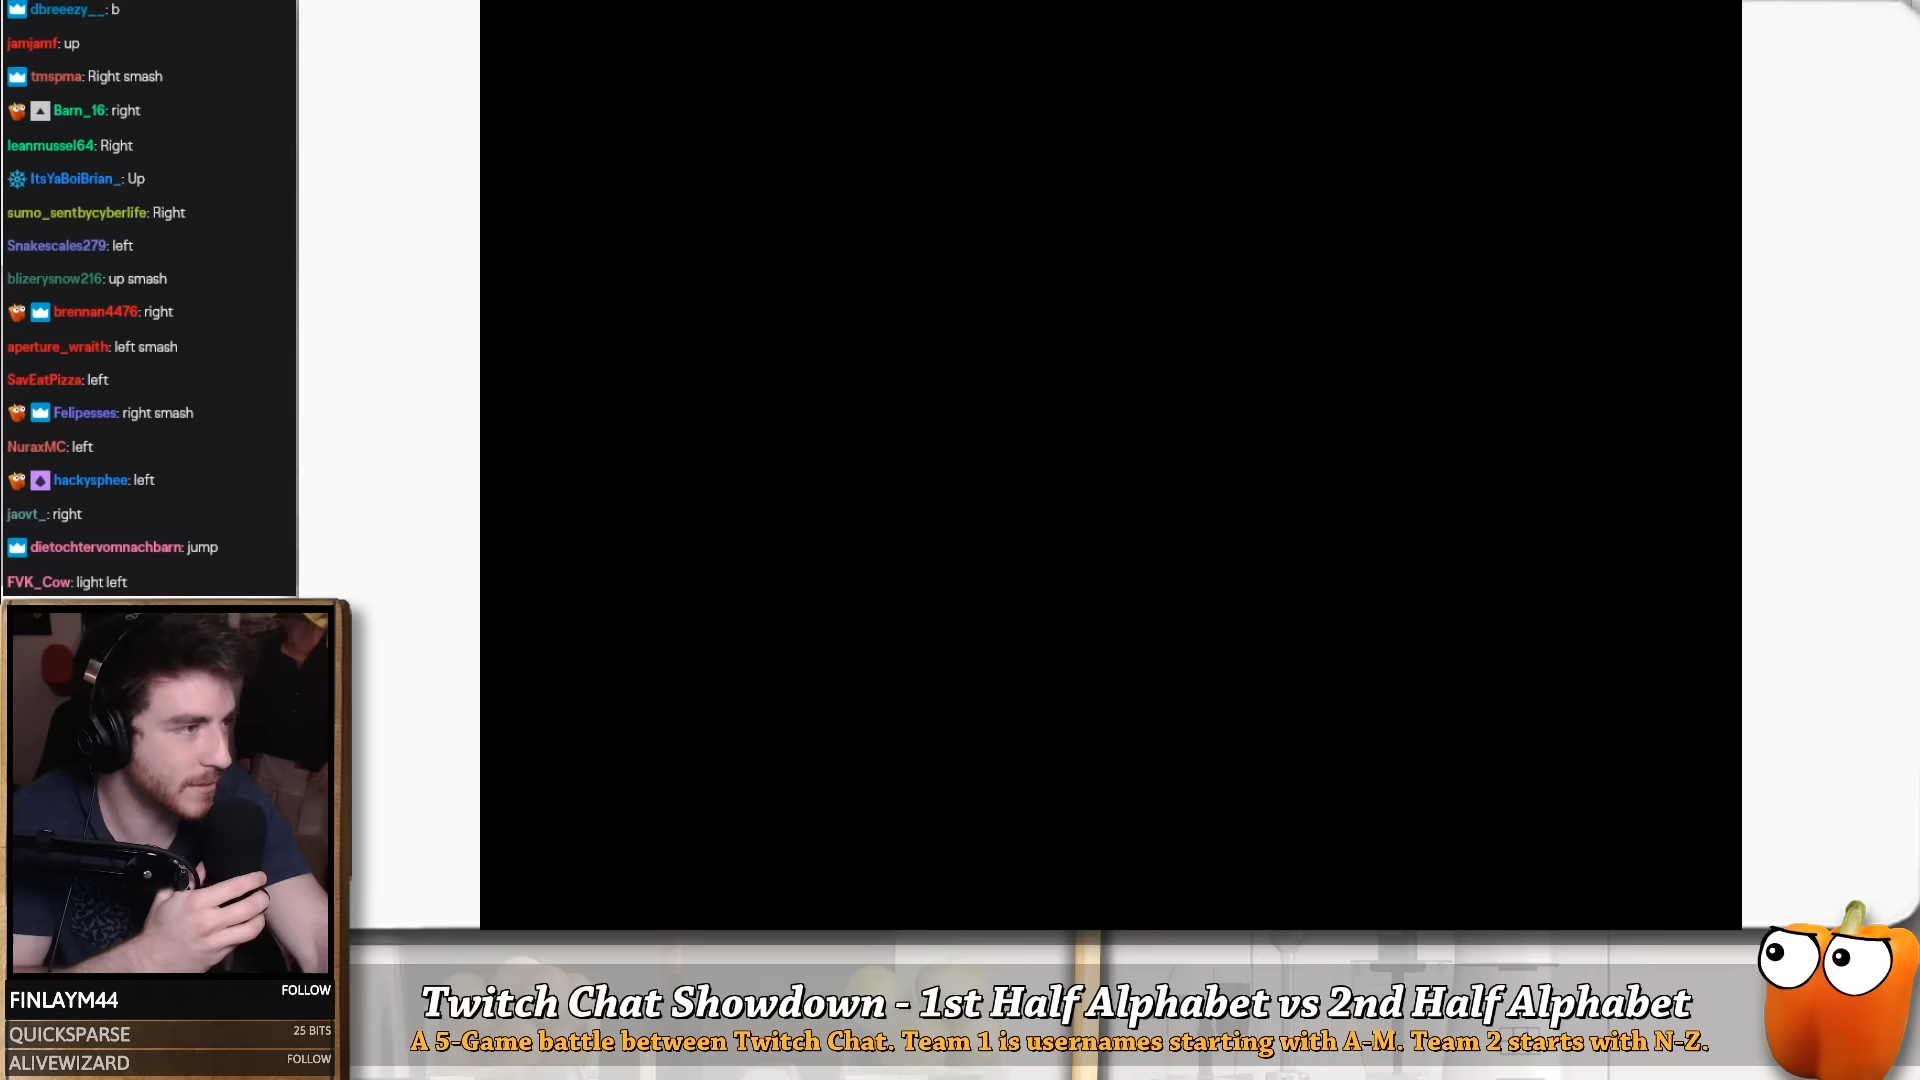 dbreeezy__: b
jamjamf: up
tmspma: Right smash
Barn_16: right
leanmussel64: Right
ItsYaBoiBrian_: Up
sumo_sentbycyberlife: Right
Snakescales279: left
blizerysnow216: up smash
brennan4476: right
aperture_wraith: left smash
SavEatPizza: left
Felipesses: right smash
NuraxMC: left
hackysphee: left
jaovt_: right
dietochtervomnachbarn: jump
FVK_Cow: light left
FINLAYM44 FOLLOW
QUICKSPARSE 25 BITS
ALIVEWIZARD FOLLOW
Twitch Chat Showdown - 1st Half Alphabet vs 2nd Half Alphabet
A 5-Game battle between Twitch Chat. Team 1 is usernames starting with A-M. Team 2 starts with N-Z.